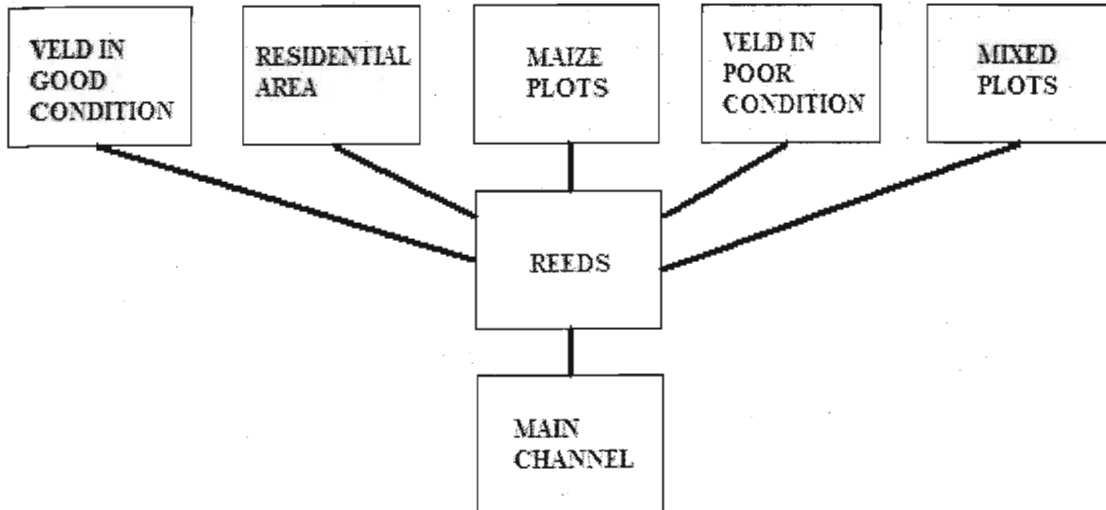 VELD IN
GOOD
CONDITION
RESIDENTIAL
AREA
MAIZE
PLOTS
VELD IN
POOR
CONDITION
MIXED
PLOTS
REEDS
MAIN
CHANNEL